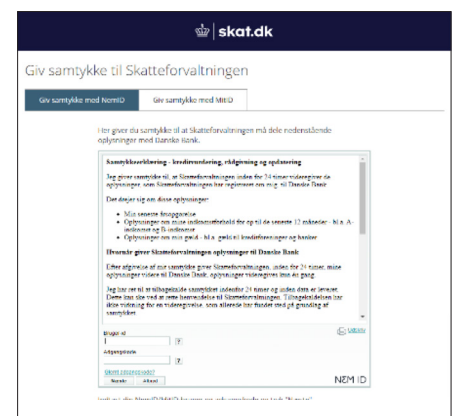 skat.dk
Giv samtykke til Skatteforvaltningen
Giv samtykke med NemID
Giv samtykke med MitID
Her giver du samtykke til at Skatteforvaltningen må dele nedenstående
oplysninger med Danske Bank.
Samtykkeerklæring - kreditvurdering, rådgivning og opdatering
Jeg giver samtykke til, at Skatteforvaltningen inden for 24 timer videregiver de
oplysninger, som Skatteforvaltningen har registreret om mig, til Danske Bank
Det drejer sig om disse oplysninger:
Min seneste årsopgørelse
Oplysninger om mine indkomstforhold for op til de seneste 12 måneder - bl.a. A-
indkomst og B-indkomst
Oplysninger om min gæld - bl.a. gæld til kreditforeninger og banker
Hvornår giver Skatteforvaltningen oplysninger til Danske Bank
Efter afgivelse af mit samtykke giver Skatteforvaltningen, inden for 24 timer, mine
oplysninger videre til Danske Bank. oplysninger videregives kun én gang.
Jeg har ret til at tilbagekalde samtykket indenfor 24 timer og inden data er leveret.
Dette kan ske ved at rette henvendelse til Skatteforvaltningen. Tilbagekaldelsen har
ikke virkning for en videregivelse, som allerede har fundet sted på grundlag af
samtykket
Bruger-id
Udskriv
?
Adgangskode
?
Glemt adgangskode?
Næste
Afbryd
NEM ID